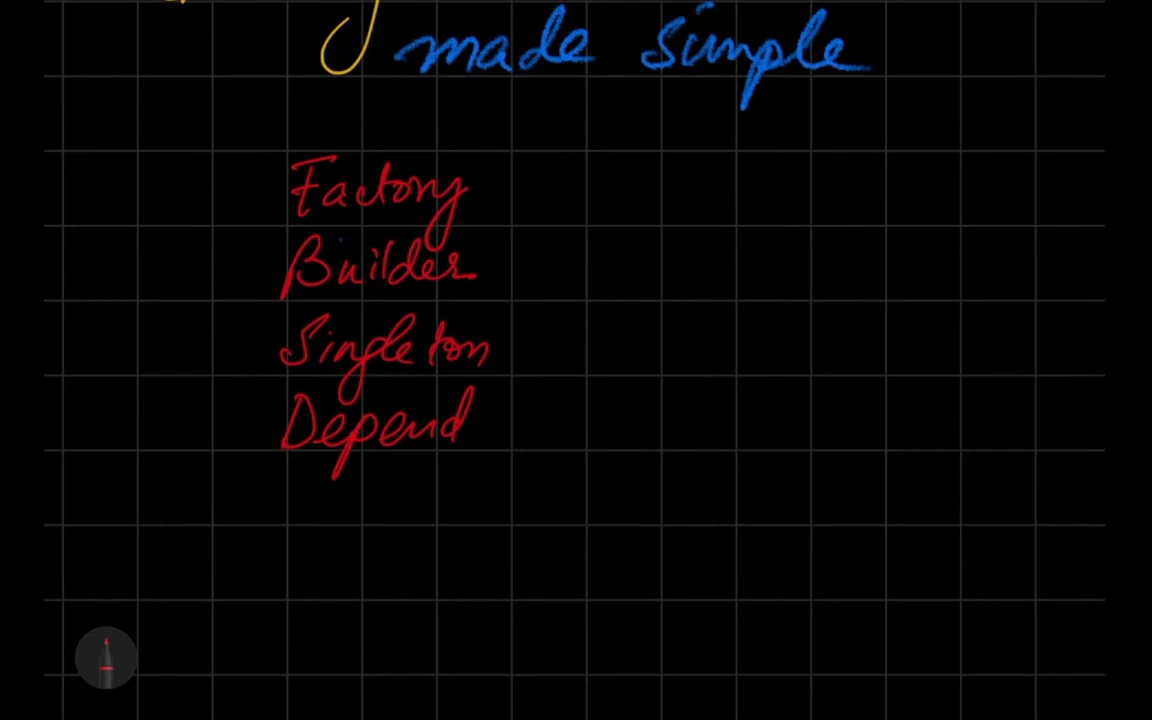 made simple
Factory
Builder
Singleton
Depend